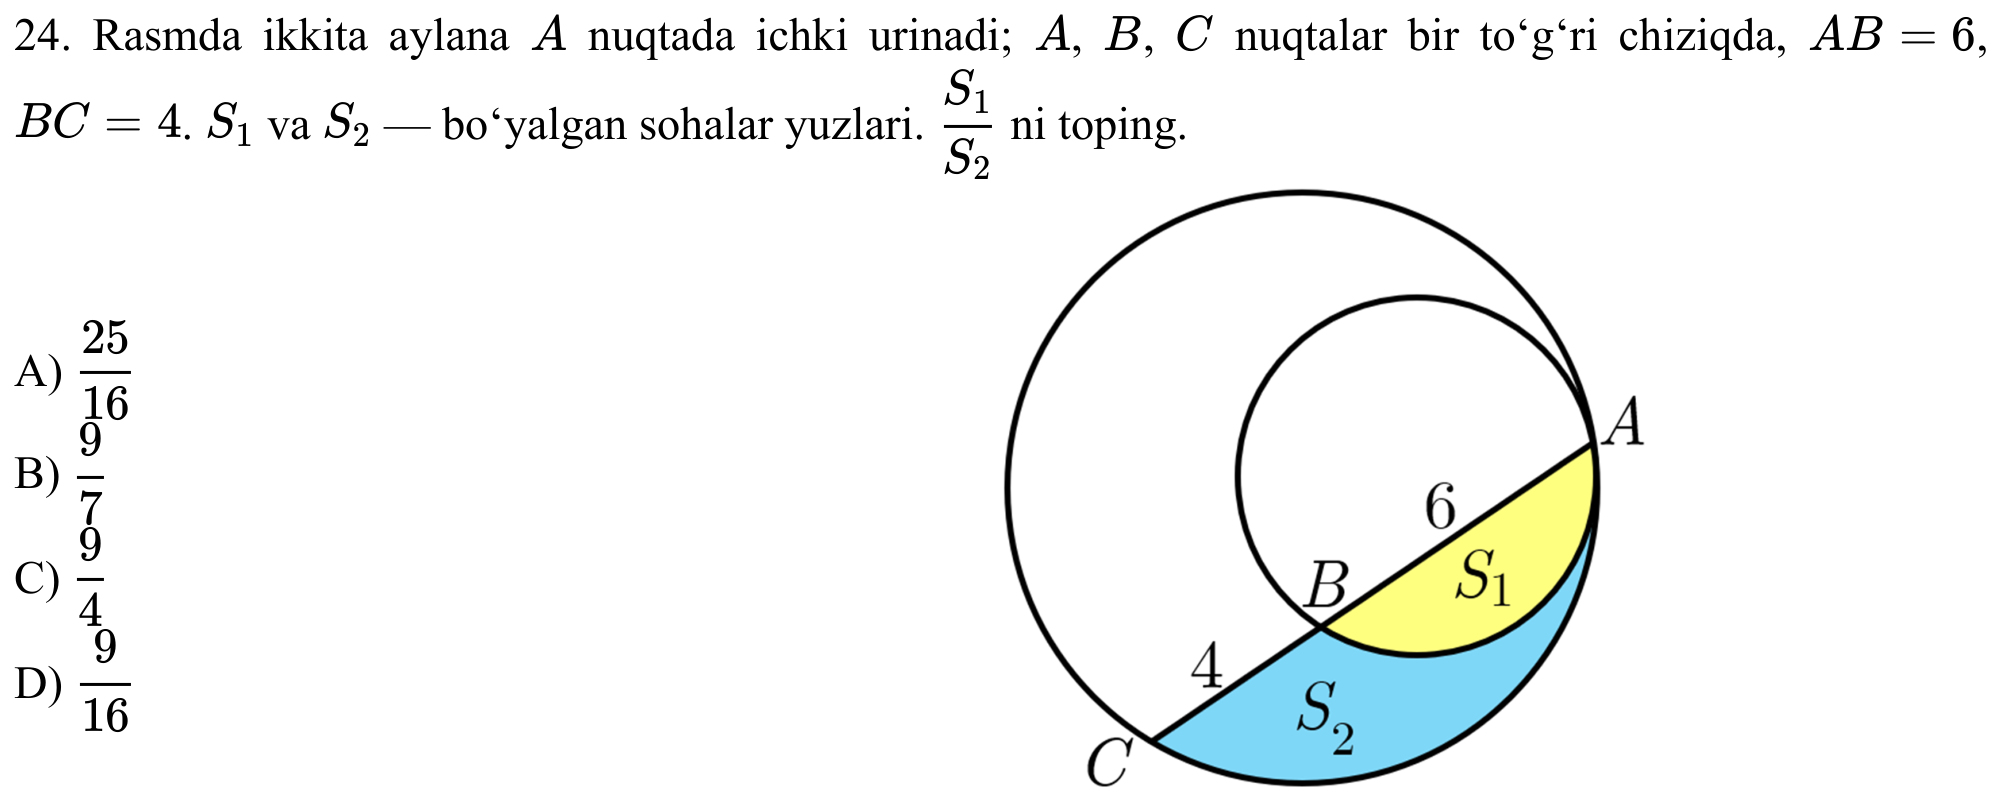 24. Rasmda ikkita aylana A nuqtada ichki urinadi; A, B, C nuqtalar bir to‘g‘ri chiziqda, AB = 6,
BC = 4. S₁ va S₂ — bo‘yalgan sohalar yuzlari. S₁/S₂ ni toping.
A) 25/16
B) 9/7
C) 9/4
D) 9/16
A
6
S₁
B
4
S₂
C